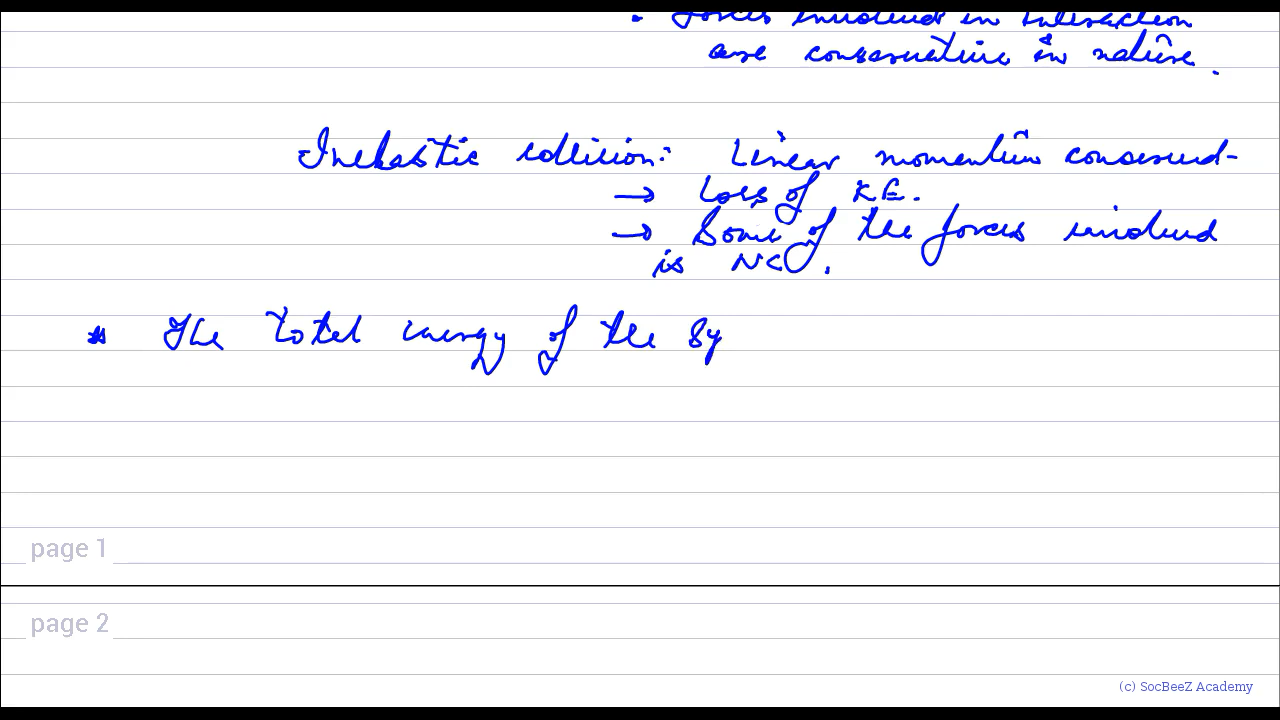 • Forces involved in interaction
are conservative in nature.
Inelastic collision:- Linear momentum conserved-
→ Loss of KE.
→ Some of the forces involved
is NC.
* The total energy of the sy
page 1
page 2
(c) SocBeeZ Academy